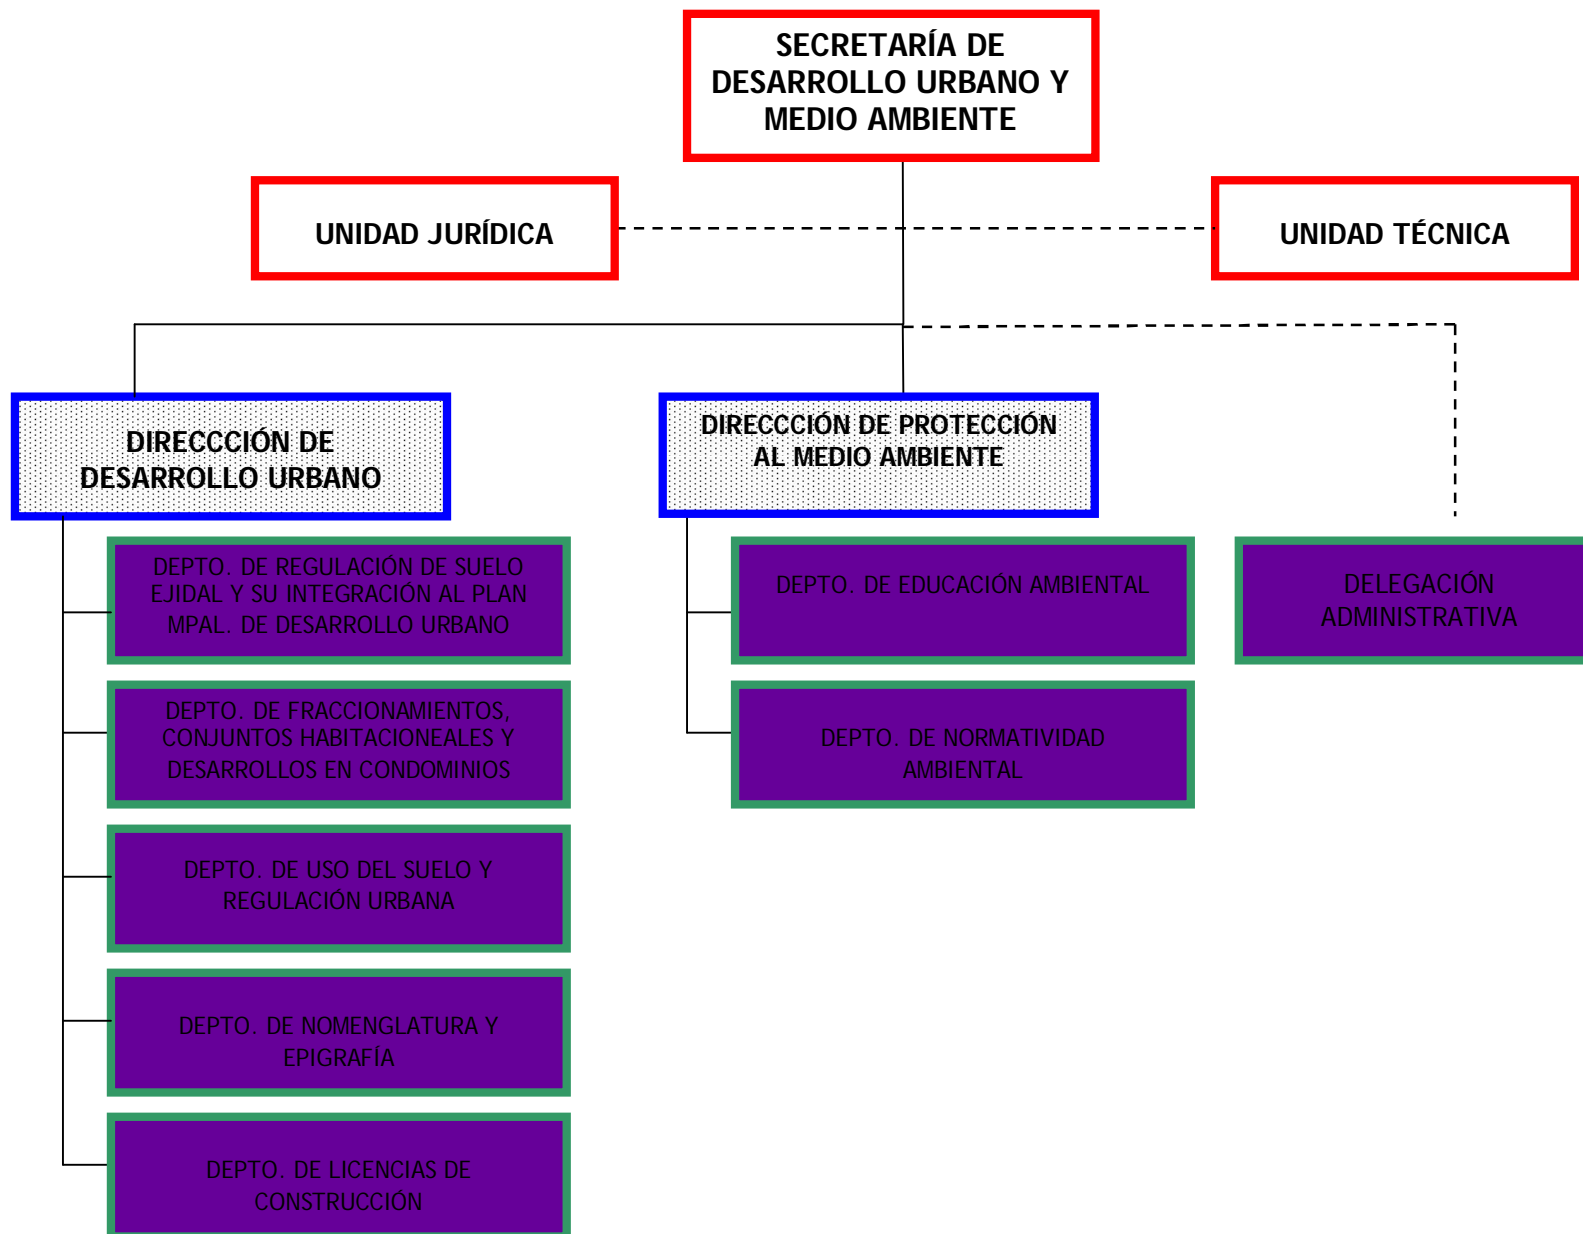 SECRETARÍA DE
DESARROLLO URBANO Y
MEDIO AMBIENTE
UNIDAD JURÍDICA
UNIDAD TÉCNICA
DIRECCCIÓN DE
DESARROLLO URBANO
DIRECCCIÓN DE PROTECCIÓN
AL MEDIO AMBIENTE
DEPTO. DE REGULACIÓN DE SUELO
EJIDAL Y SU INTEGRACIÓN AL PLAN
MPAL. DE DESARROLLO URBANO
DEPTO. DE EDUCACIÓN AMBIENTAL
DELEGACIÓN
ADMINISTRATIVA
DEPTO. DE FRACCIONAMIENTOS,
CONJUNTOS HABITACIONEALES Y
DESARROLLOS EN CONDOMINIOS
DEPTO. DE NORMATIVIDAD
AMBIENTAL
DEPTO. DE USO DEL SUELO Y
REGULACIÓN URBANA
DEPTO. DE NOMENGLATURA Y
EPIGRAFÍA
DEPTO. DE LICENCIAS DE
CONSTRUCCIÓN